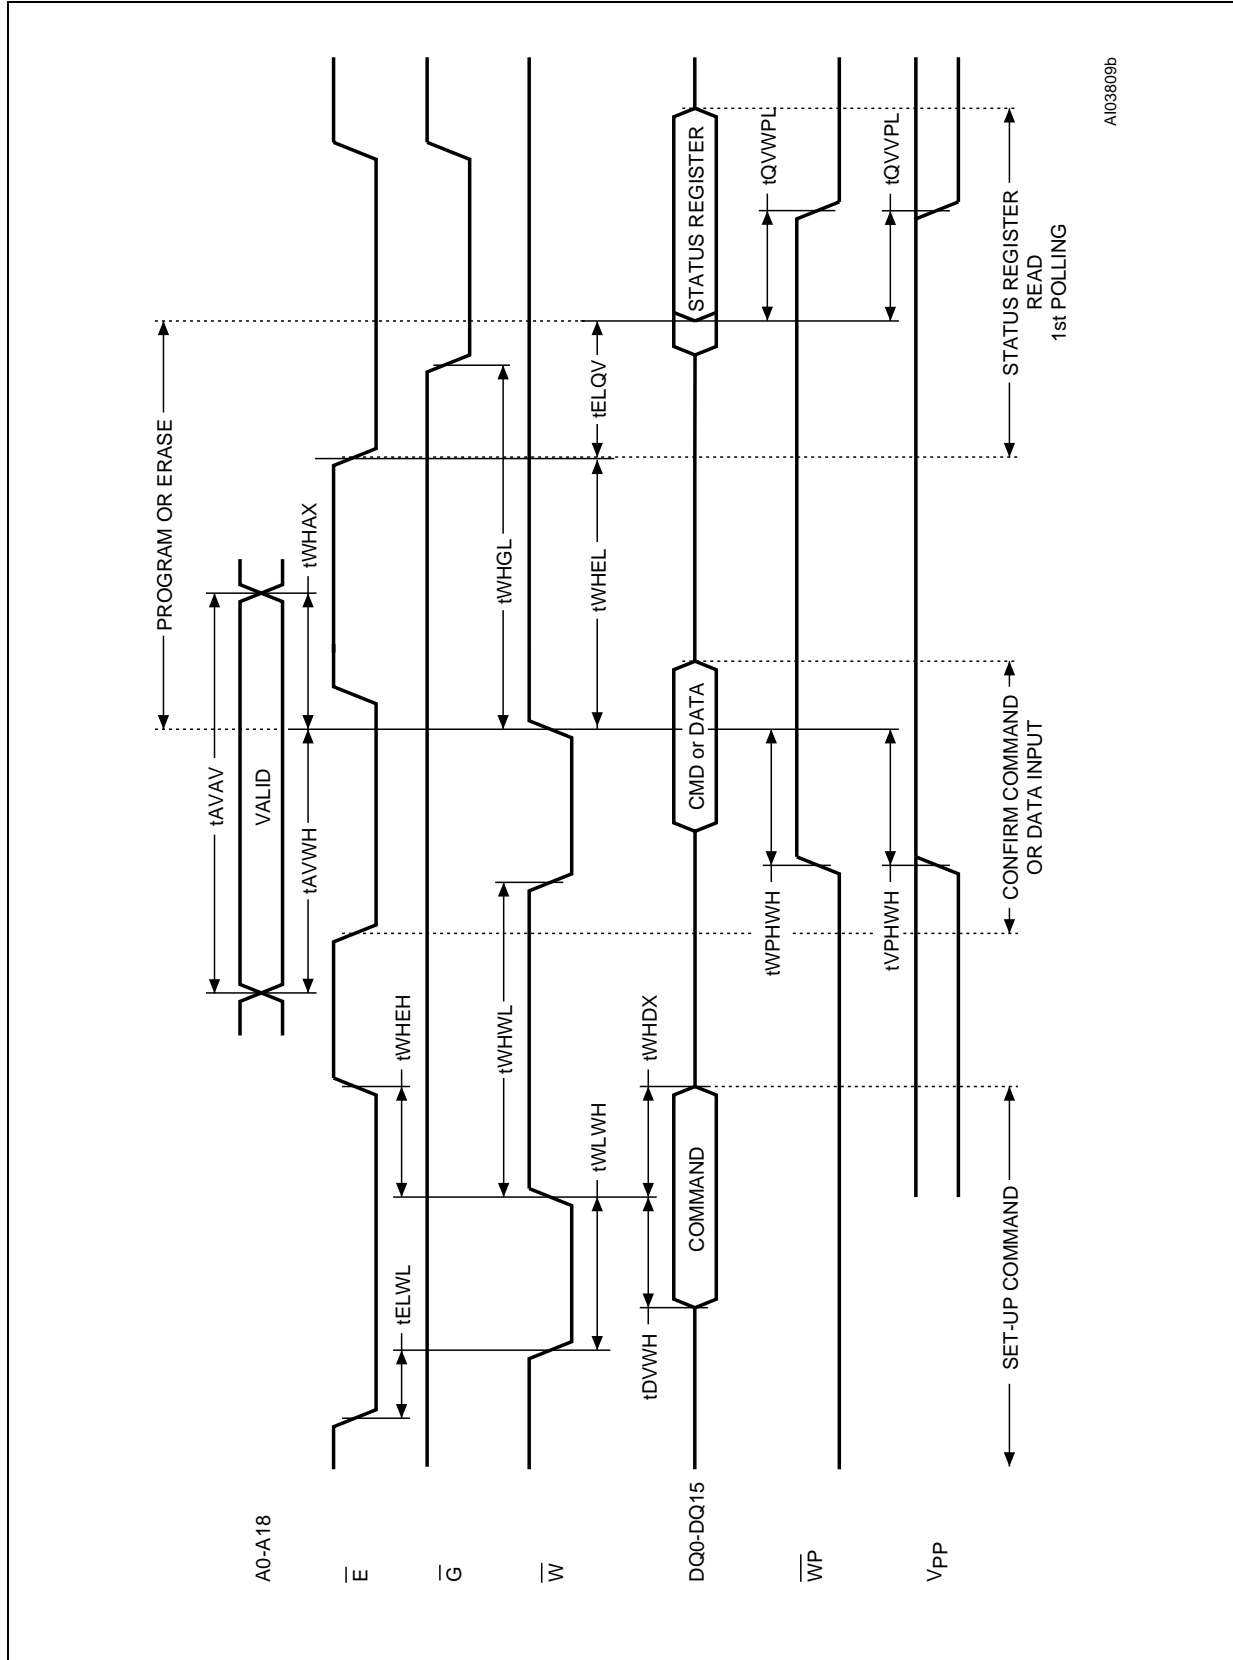 PROGRAM OR ERASE
tAVAV
A0-A18
VALID
tAVWH
tWHAX
E
tELWL
tWHEH
G
tWHWL
tWHGL
W
tWLWH
tWHEL
tELQV
tDVWH
tWHDX
DQ0-DQ15
COMMAND
CMD or DATA
STATUS REGISTER
tWPHWH
tQVWPL
WP
tVPHWH
tQVVPL
VPP
SET-UP COMMAND
CONFIRM COMMAND
OR DATA INPUT
STATUS REGISTER
READ
1st POLLING
AI03809b